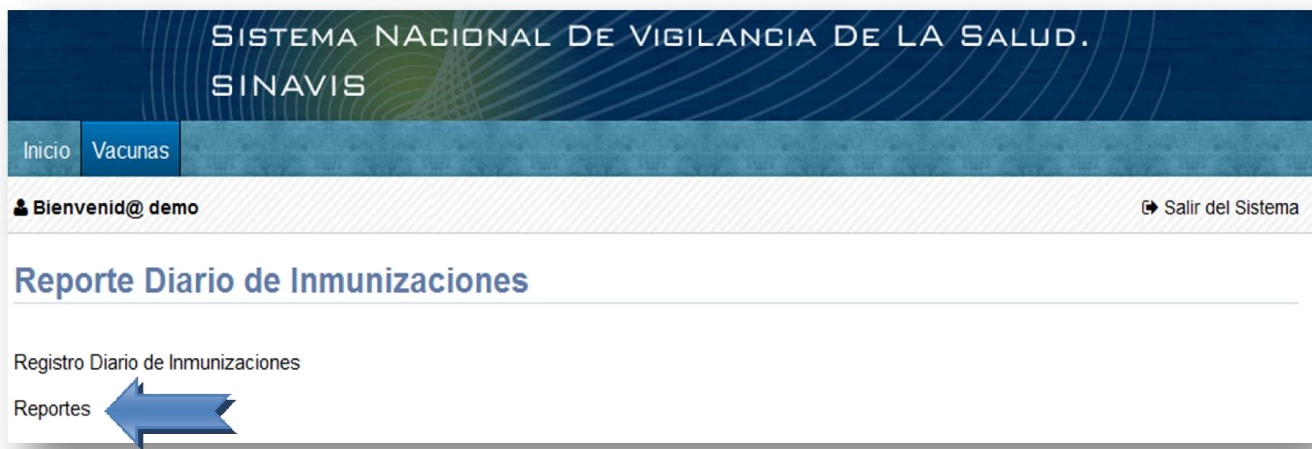 SISTEMA NACIONAL DE VIGILANCIA DE LA SALUD.
SINAVIS
Inicio Vacunas
Bienvenid@ demo Salir del Sistema
Reporte Diario de Inmunizaciones
Registro Diario de Inmunizaciones
Reportes